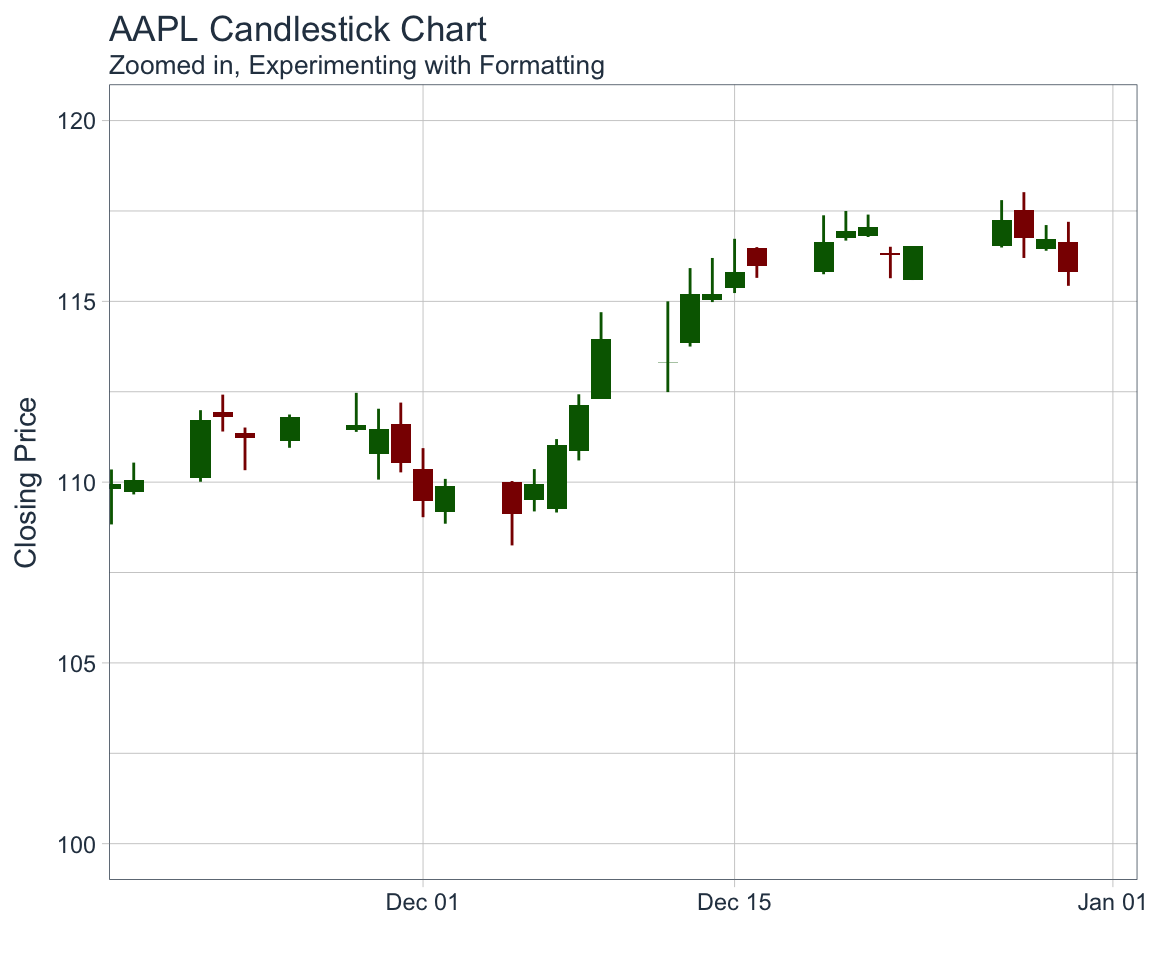 AAPL Candlestick Chart
Zoomed in, Experimenting with Formatting
120
115
110
105
100
Closing Price
Dec 01
Dec 15
Jan 01